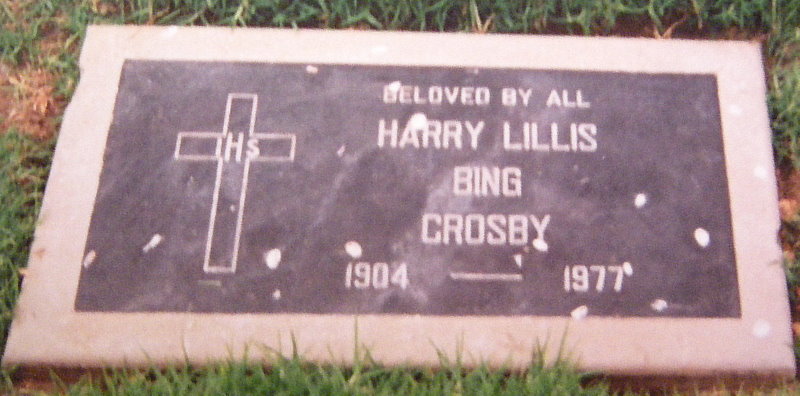 BELOVED BY ALL
IHS
HARRY LILLIS
BING
CROSBY
1904 — 1977